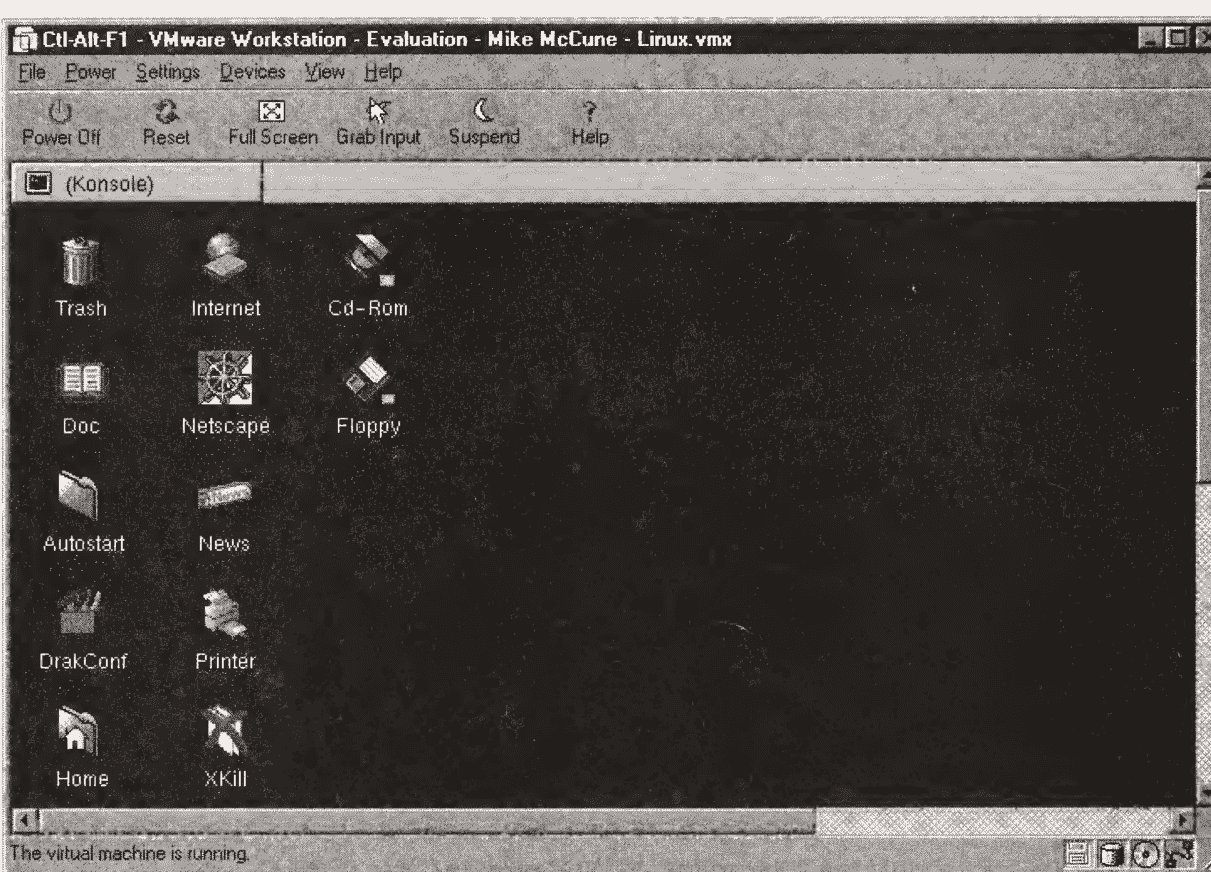 Ctl-Alt-F1 - VMware Workstation - Evaluation - Mike McCune - Linux.vmx
File Power Settings Devices View Help
Power Off Reset Full Screen Grab Input Suspend Help
(Konsole)
Trash Internet Cd-Rom
Doc Netscape Floppy
News
Autostart News
DrakConf Printer
Home XKill
The virtual machine is running.